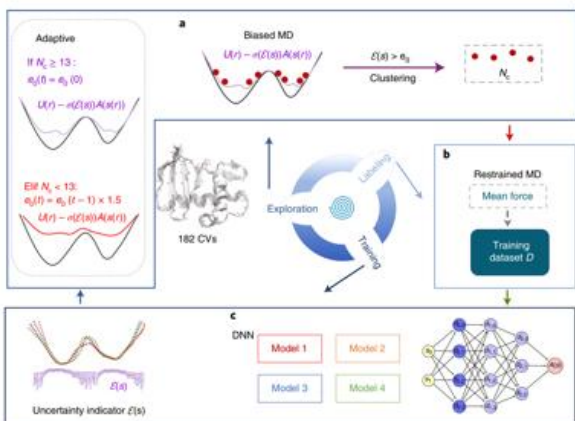 a
Adaptive
If N_c ≥ 13:
e_0(t) = e_0 (0)
U(r) − σ(ℰ(s))A(s(r))
Elif N_c < 13:
e_0(t) = e_0 (t − 1) × 1.5
U(r) − σ(ℰ(s))A(s(r))
Biased MD
U(r) − σ(ℰ(s))A(s(r))
ℰ(s) > e_0
Clustering
N_c
182 CVs
Exploration
Labeling
Training
b
Restrained MD
Mean force
Training
dataset D
ℰ(s)
Uncertainty indicator ℰ(s)
c
DNN
Model 1
Model 2
Model 3
Model 4